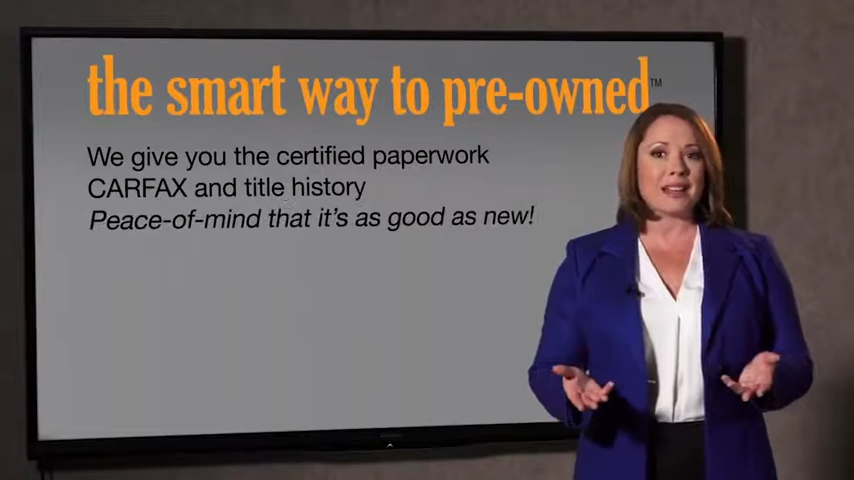 the smart way to pre-owned™
We give you the certified paperwork
CARFAX and title history
Peace-of-mind that it's as good as new!